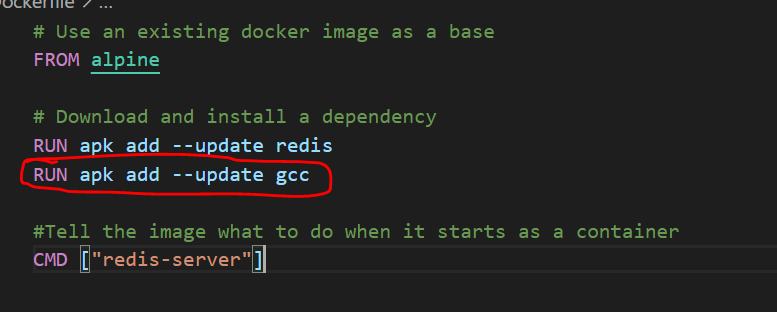 Dockerfile > ...
# Use an existing docker image as a base
FROM alpine
# Download and install a dependency
RUN apk add --update redis
RUN apk add --update gcc
#Tell the image what to do when it starts as a container
CMD ["redis-server"]